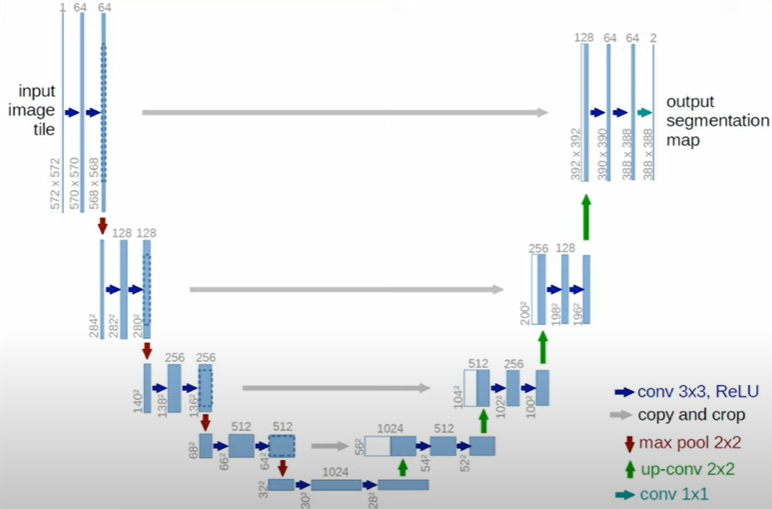 1 64 64
input
image
tile
572 x 572
570 x 570
568 x 568
128 64 64 2
output
segmentation
map
392 x 392
390 x 390
388 x 388
388 x 388
128 128
284²
282²
280²
256 128
200²
198²
196²
256 256
140²
138²
136²
512 256
104²
102²
100²
512 512
68²
66²
64²
1024 512
56²
54²
52²
1024
32²
30²
28²
conv 3x3, ReLU
copy and crop
max pool 2x2
up-conv 2x2
conv 1x1